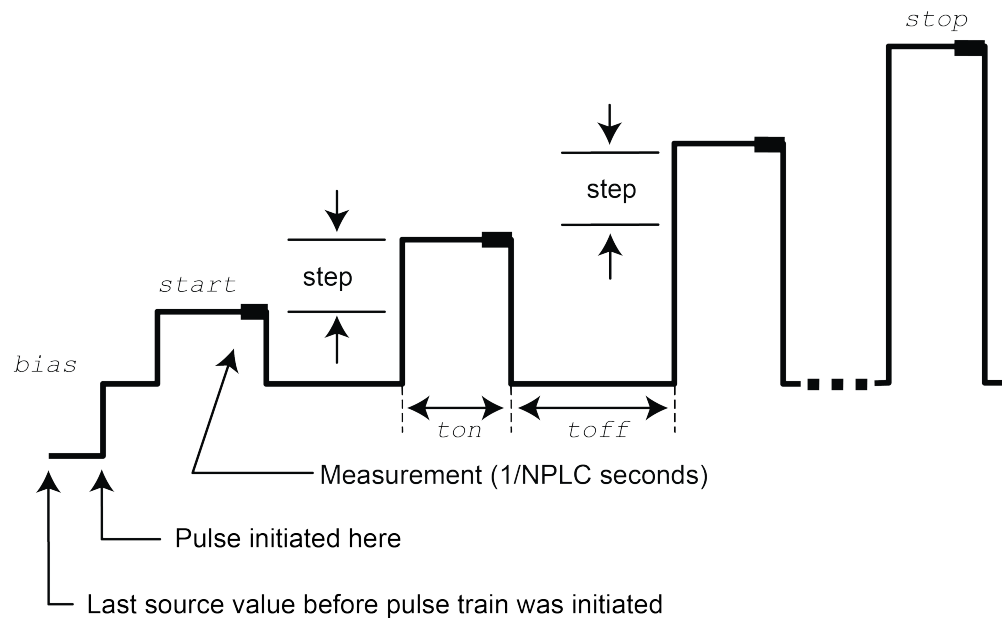 stop
step
step
start
bias
ton
toff
Measurement (1/NPLC seconds)
Pulse initiated here
Last source value before pulse train was initiated